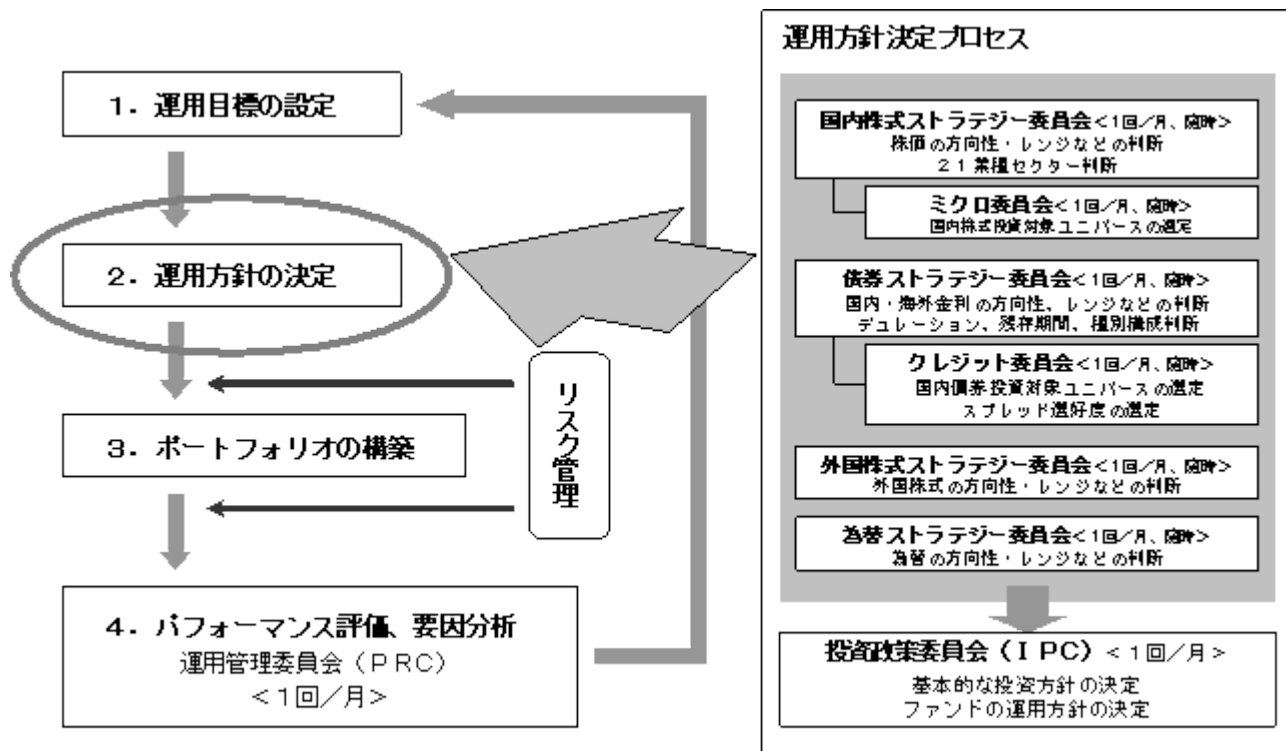 1．運用目標の設定
2．運用方針の決定
3．ポートフォリオの構築
リスク管理
4．パフォーマンス評価、要因分析
運用管理委員会（PRC）
＜1回／月＞
運用方針決定プロセス
国内株式ストラテジー委員会＜1回／月、随時＞
株価の方向性・レンジなどの判断
21業種セクター判断
ミクロ委員会＜1回／月、随時＞
国内株式投資対象ユニバースの選定
債券ストラテジー委員会＜1回／月、随時＞
国内・海外金利の方向性、レンジなどの判断
デュレーション、残存期間、種別構成判断
クレジット委員会＜1回／月、随時＞
国内債券投資対象ユニバースの選定
スプレッド選好度の選定
外国株式ストラテジー委員会＜1回／月、随時＞
外国株式の方向性・レンジなどの判断
為替ストラテジー委員会＜1回／月、随時＞
為替の方向性・レンジなどの判断
投資政策委員会（IPC）＜1回／月＞
基本的な投資方針の決定
ファンドの運用方針の決定